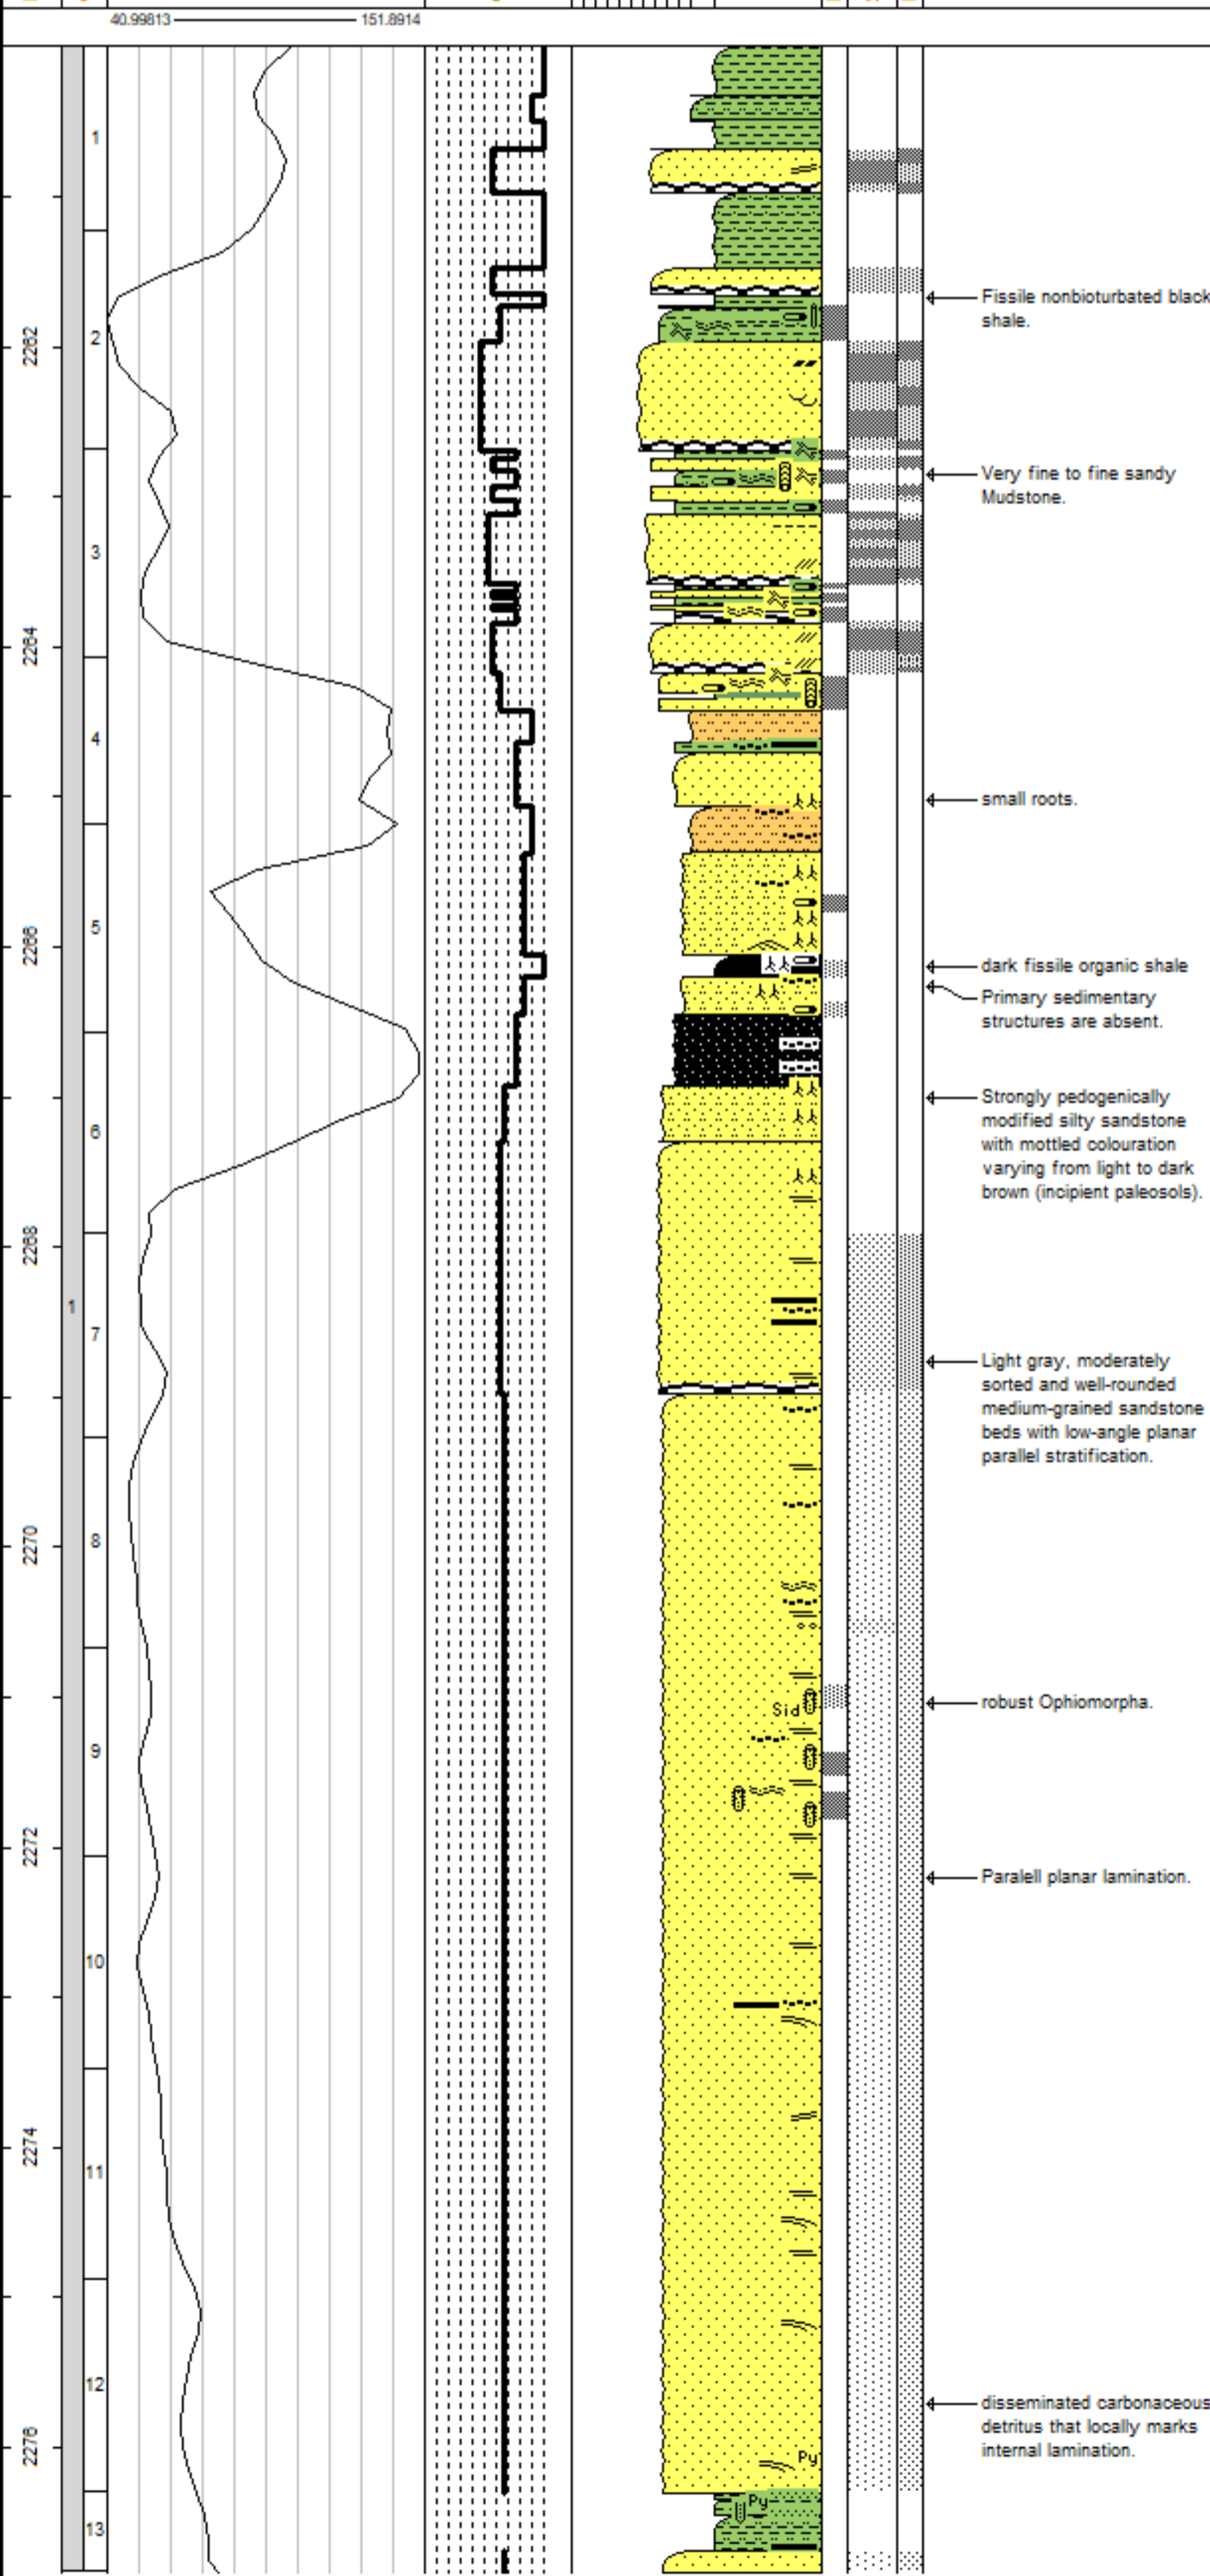 40.99813
151.8914
1
Fissile nonbioturbated black
shale.
2262
2
Very fine to fine sandy
Mudstone.
3
2264
4
small roots.
5
2266
dark fissile organic shale
Primary sedimentary
structures are absent.
Strongly pedogenically
modified silty sandstone
with mottled colouration
varying from light to dark
brown (incipient paleosols).
6
2268
1
7
Light gray, moderately
sorted and well-rounded
medium-grained sandstone
beds with low-angle planar
parallel stratification.
8
2270
robust Ophiomorpha.
Sid
9
2272
Paralell planar lamination.
10
2274
11
12
disseminated carbonaceous
detritus that locally marks
internal lamination.
2276
Py
Py
13